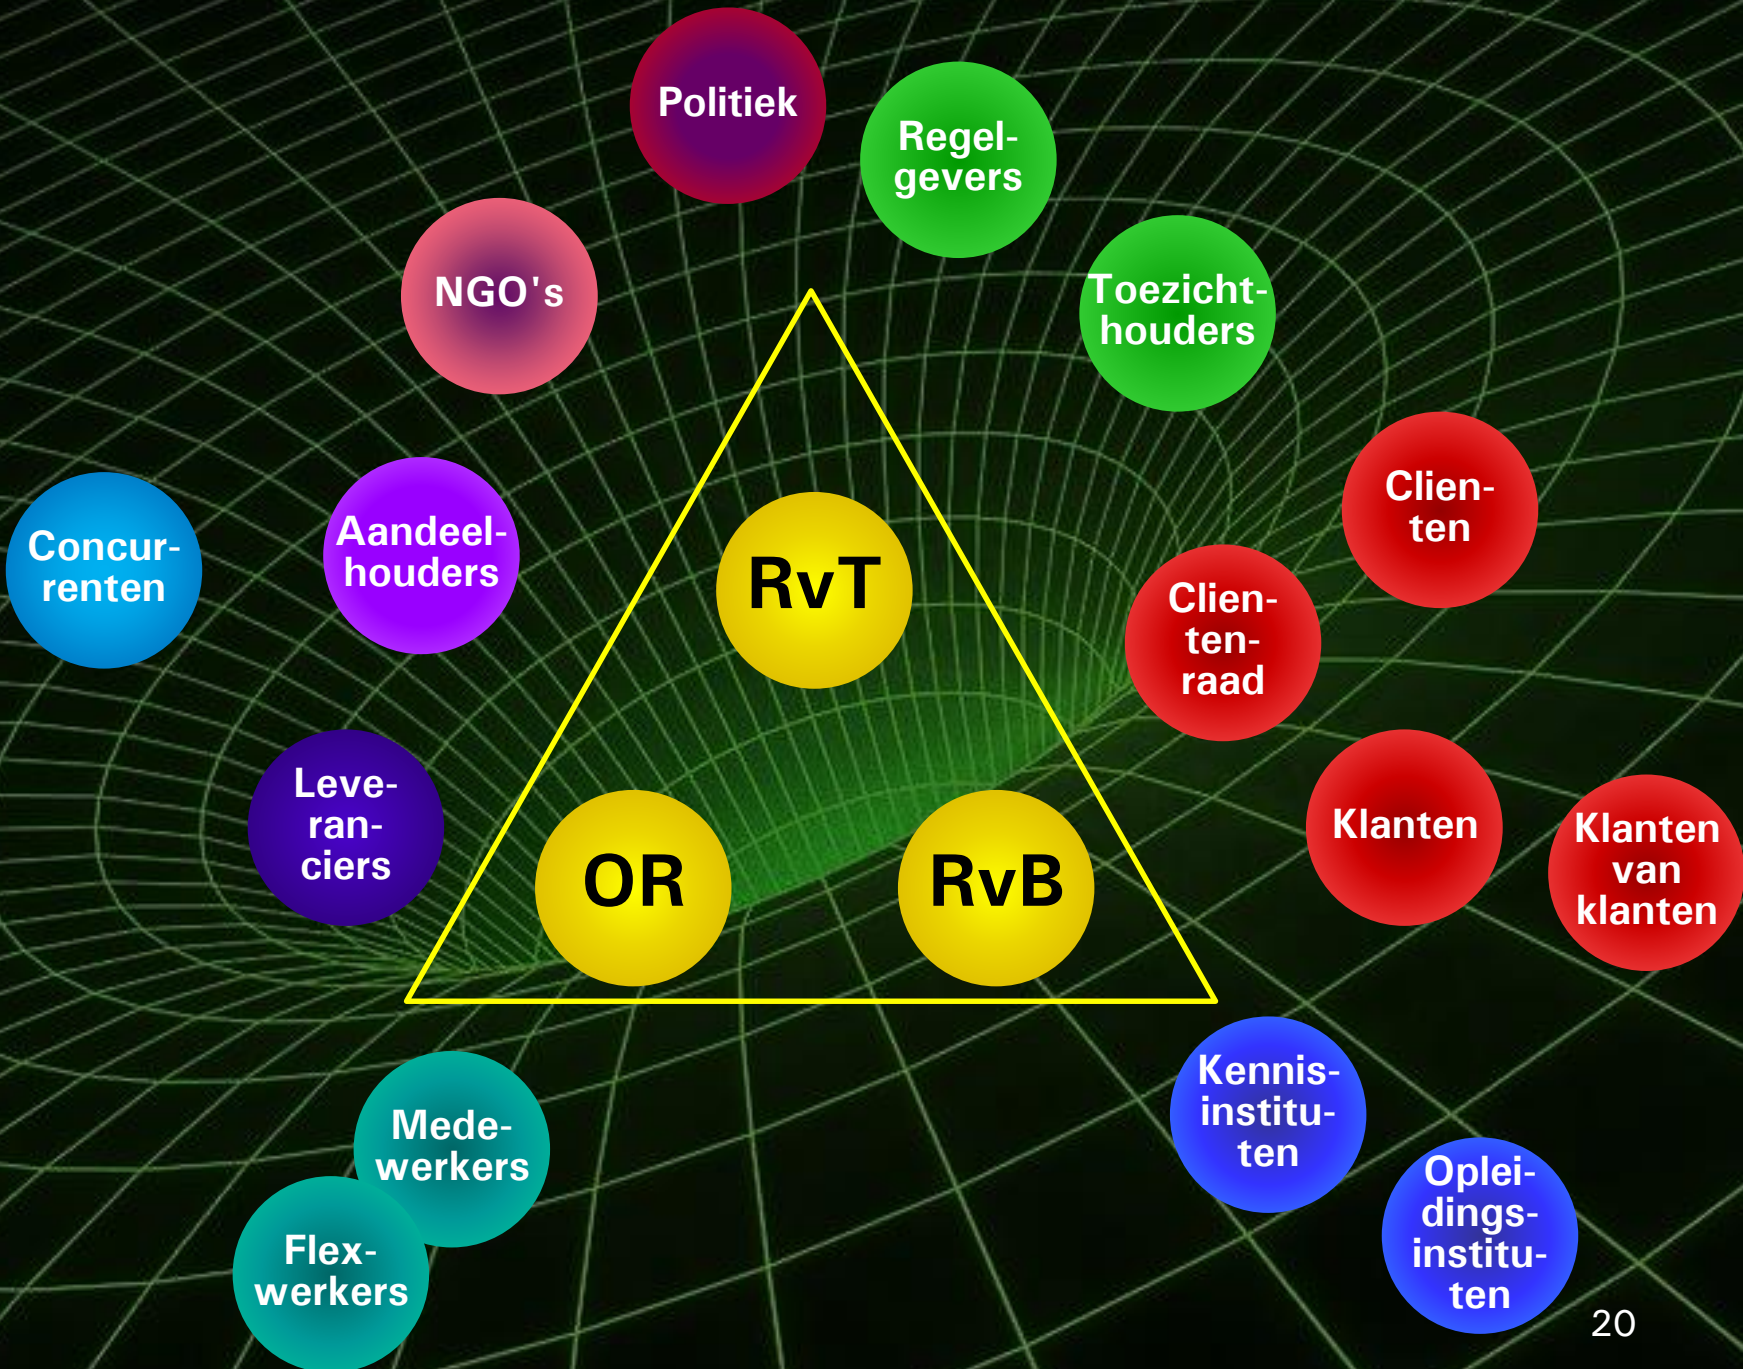 Politiek
Regel-
gevers
NGO's
Toezicht-
houders
Clien-
ten
Concur-
renten
Aandeel-
houders
RvT
Clien-
ten-
raad
Leve-
ran-
ciers
OR
RvB
Klanten
Klanten
van
klanten
Kennis-
institu-
ten
Mede-
werkers
Oplei-
dings-
institu-
ten
Flex-
werkers
20